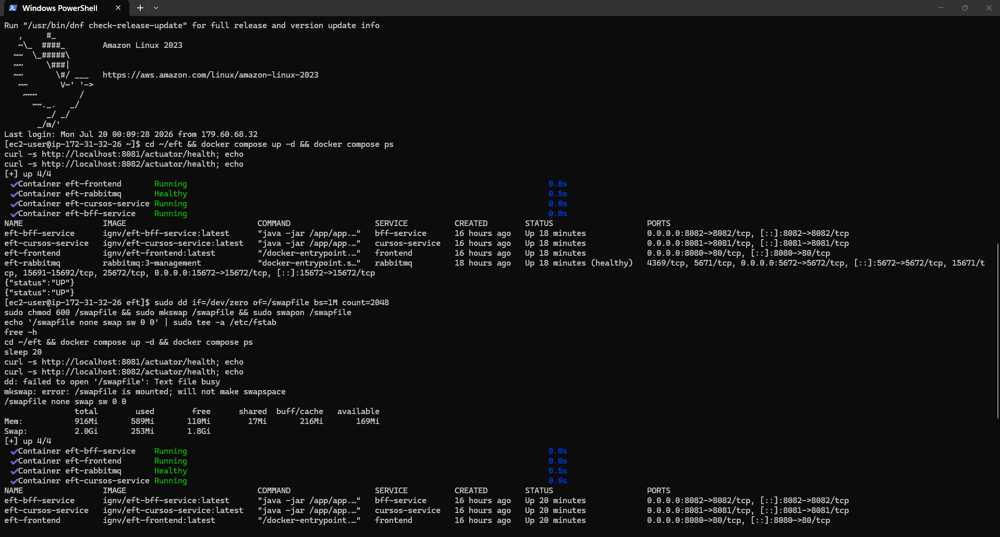 Windows PowerShell
Run "/usr/bin/dnf check-release-update" for full release and version update info
   ,     #_
   ~\_  ####_        Amazon Linux 2023
  ~~  \_#####\
  ~~     \###|
  ~~       \#/ ___   https://aws.amazon.com/linux/amazon-linux-2023
   ~~       V~' '->
    ~~~         /
      ~~._.   _/
         _/ _/
       _/m/'
Last login: Mon Jul 20 00:09:28 2026 from 179.60.68.32
[ec2-user@ip-172-31-32-26 ~]$ cd ~/eft && docker compose up -d && docker compose ps
curl -s http://localhost:8081/actuator/health; echo
curl -s http://localhost:8082/actuator/health; echo
[+] up 4/4
 ✔Container eft-frontend       Running 0.0s
 ✔Container eft-rabbitmq       Healthy 0.5s
 ✔Container eft-cursos-service Running 0.0s
 ✔Container eft-bff-service    Running 0.0s
NAME                 IMAGE                            COMMAND                  SERVICE          CREATED        STATUS                    PORTS
eft-bff-service      ignv/eft-bff-service:latest      "java -jar /app/app.…"   bff-service      16 hours ago   Up 18 minutes             0.0.0.0:8082->8082/tcp, [::]:8082->8082/tcp
eft-cursos-service   ignv/eft-cursos-service:latest   "java -jar /app/app.…"   cursos-service   16 hours ago   Up 18 minutes             0.0.0.0:8081->8081/tcp, [::]:8081->8081/tcp
eft-frontend         ignv/eft-frontend:latest         "/docker-entrypoint.…"   frontend         16 hours ago   Up 18 minutes             0.0.0.0:8080->80/tcp, [::]:8080->80/tcp
eft-rabbitmq         rabbitmq:3-management            "docker-entrypoint.s…"   rabbitmq         18 hours ago   Up 18 minutes (healthy)   4369/tcp, 5671/tcp, 0.0.0.0:5672->5672/tcp, [::]:5672->5672/tcp, 15671/t
cp, 15691-15692/tcp, 25672/tcp, 0.0.0.0:15672->15672/tcp, [::]:15672->15672/tcp
{"status":"UP"}
{"status":"UP"}
[ec2-user@ip-172-31-32-26 eft]$ sudo dd if=/dev/zero of=/swapfile bs=1M count=2048
sudo chmod 600 /swapfile && sudo mkswap /swapfile && sudo swapon /swapfile
echo '/swapfile none swap sw 0 0' | sudo tee -a /etc/fstab
free -h
cd ~/eft && docker compose up -d && docker compose ps
sleep 20
curl -s http://localhost:8081/actuator/health; echo
curl -s http://localhost:8082/actuator/health; echo
dd: failed to open '/swapfile': Text file busy
mkswap: error: /swapfile is mounted; will not make swapspace
/swapfile none swap sw 0 0
               total        used        free      shared  buff/cache   available
Mem:           916Mi       589Mi       110Mi        17Mi       216Mi       169Mi
Swap:          2.0Gi       253Mi       1.8Gi
[+] up 4/4
 ✔Container eft-bff-service    Running 0.0s
 ✔Container eft-frontend       Running 0.0s
 ✔Container eft-rabbitmq       Healthy 0.5s
 ✔Container eft-cursos-service Running 0.0s
NAME                 IMAGE                            COMMAND                  SERVICE          CREATED        STATUS                    PORTS
eft-bff-service      ignv/eft-bff-service:latest      "java -jar /app/app.…"   bff-service      16 hours ago   Up 20 minutes             0.0.0.0:8082->8082/tcp, [::]:8082->8082/tcp
eft-cursos-service   ignv/eft-cursos-service:latest   "java -jar /app/app.…"   cursos-service   16 hours ago   Up 20 minutes             0.0.0.0:8081->8081/tcp, [::]:8081->8081/tcp
eft-frontend         ignv/eft-frontend:latest         "/docker-entrypoint.…"   frontend         16 hours ago   Up 20 minutes             0.0.0.0:8080->80/tcp, [::]:8080->80/tcp